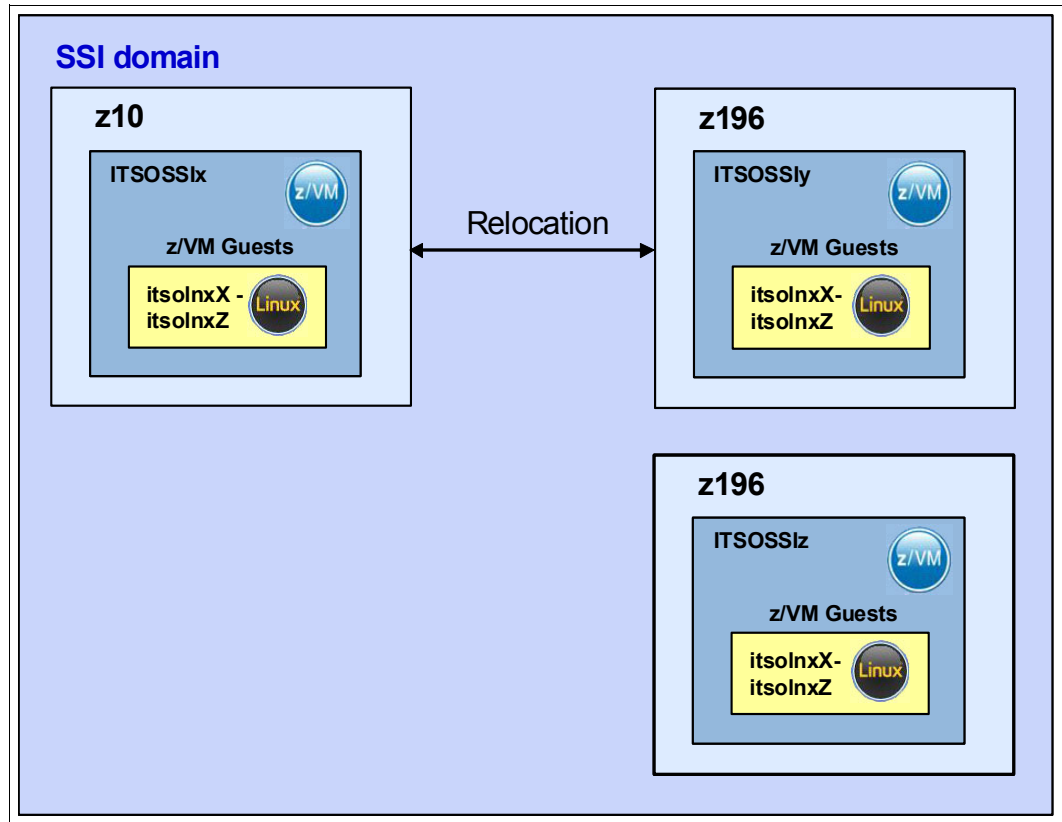 SSI domain
z10
ITSOSSIx
z/VM
z/VM Guests
itsolnxX -
itsolnxZ
Linux
Relocation
z196
ITSOSSIy
z/VM
z/VM Guests
itsolnxX-
itsolnxZ
Linux
z196
ITSOSSIz
z/VM
z/VM Guests
itsolnxX-
itsolnxZ
Linux